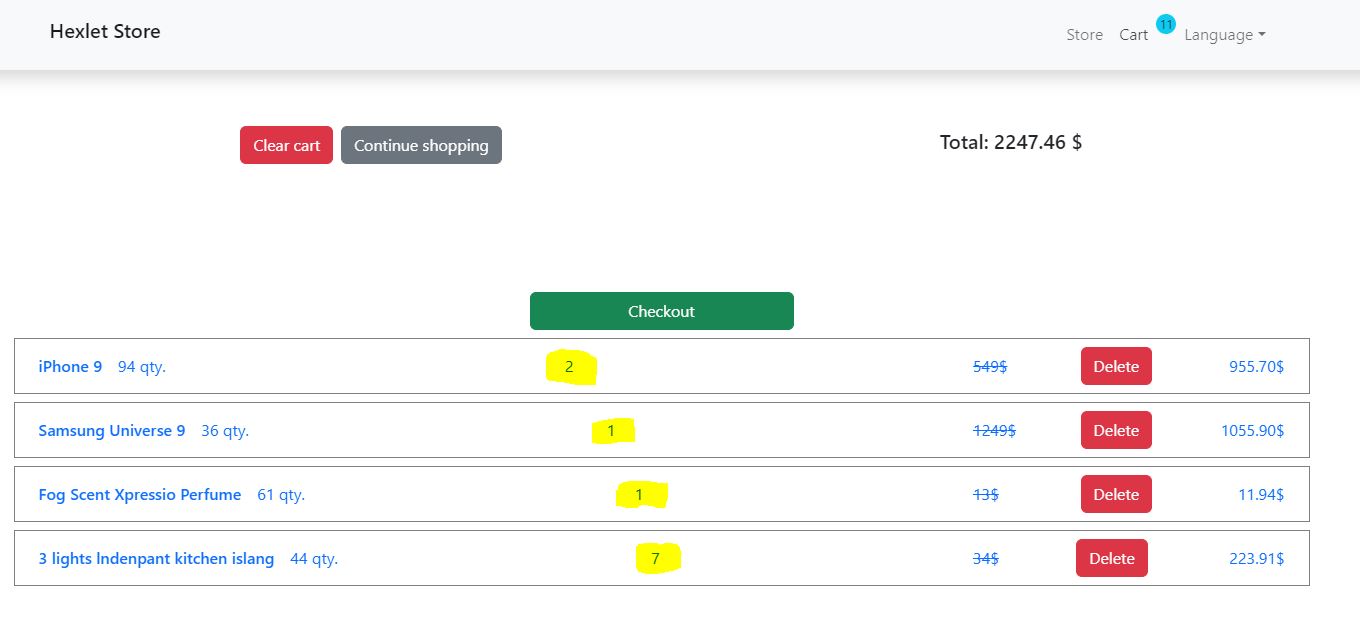 Hexlet Store Store Cart 11 Language
Clear cart Continue shopping Total: 2247.46 $
Checkout
iPhone 9 94 qty. 2 549$ Delete 955.70$
Samsung Universe 9 36 qty. 1 1249$ Delete 1055.90$
Fog Scent Xpressio Perfume 61 qty. 1 13$ Delete 11.94$
3 lights lndenpant kitchen islang 44 qty. 7 34$ Delete 223.91$